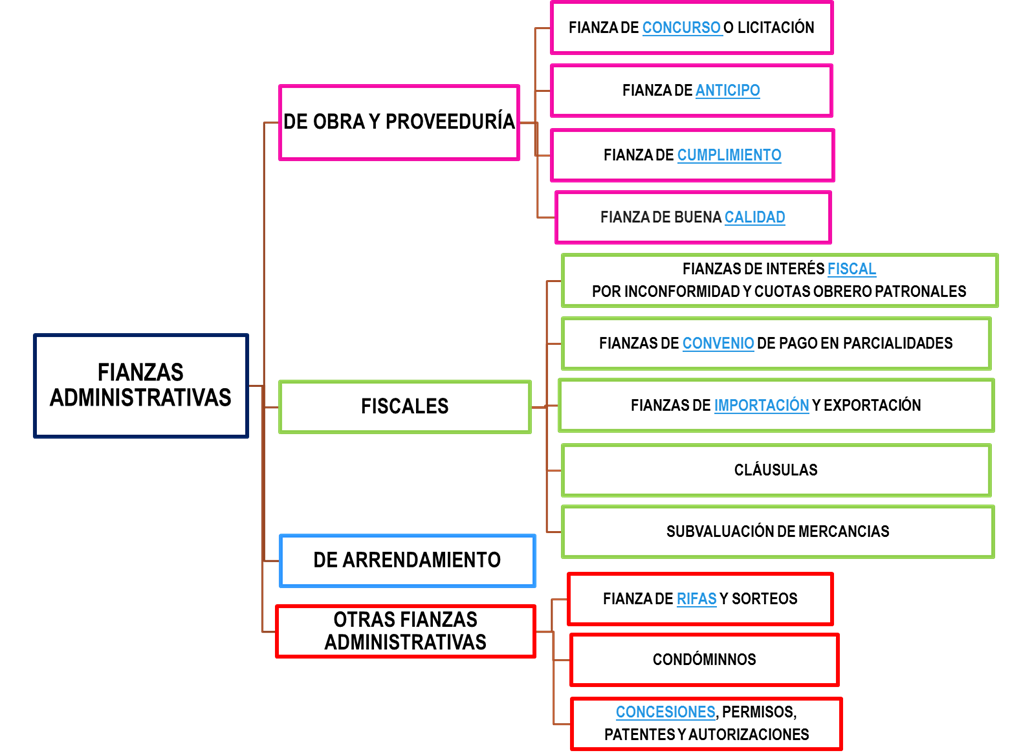 FIANZAS
ADMINISTRATIVAS
DE OBRA Y PROVEEDURÍA
FIANZA DE CONCURSO O LICITACIÓN
FIANZA DE ANTICIPO
FIANZA DE CUMPLIMIENTO
FIANZA DE BUENA CALIDAD
FISCALES
FIANZAS DE INTERÉS FISCAL
POR INCONFORMIDAD Y CUOTAS OBRERO PATRONALES
FIANZAS DE CONVENIO DE PAGO EN PARCIALIDADES
FIANZAS DE IMPORTACIÓN Y EXPORTACIÓN
CLÁUSULAS
SUBVALUACIÓN DE MERCANCIAS
DE ARRENDAMIENTO
OTRAS FIANZAS
ADMINISTRATIVAS
FIANZA DE RIFAS Y SORTEOS
CONDÓMINNOS
CONCESIONES, PERMISOS,
PATENTES Y AUTORIZACIONES